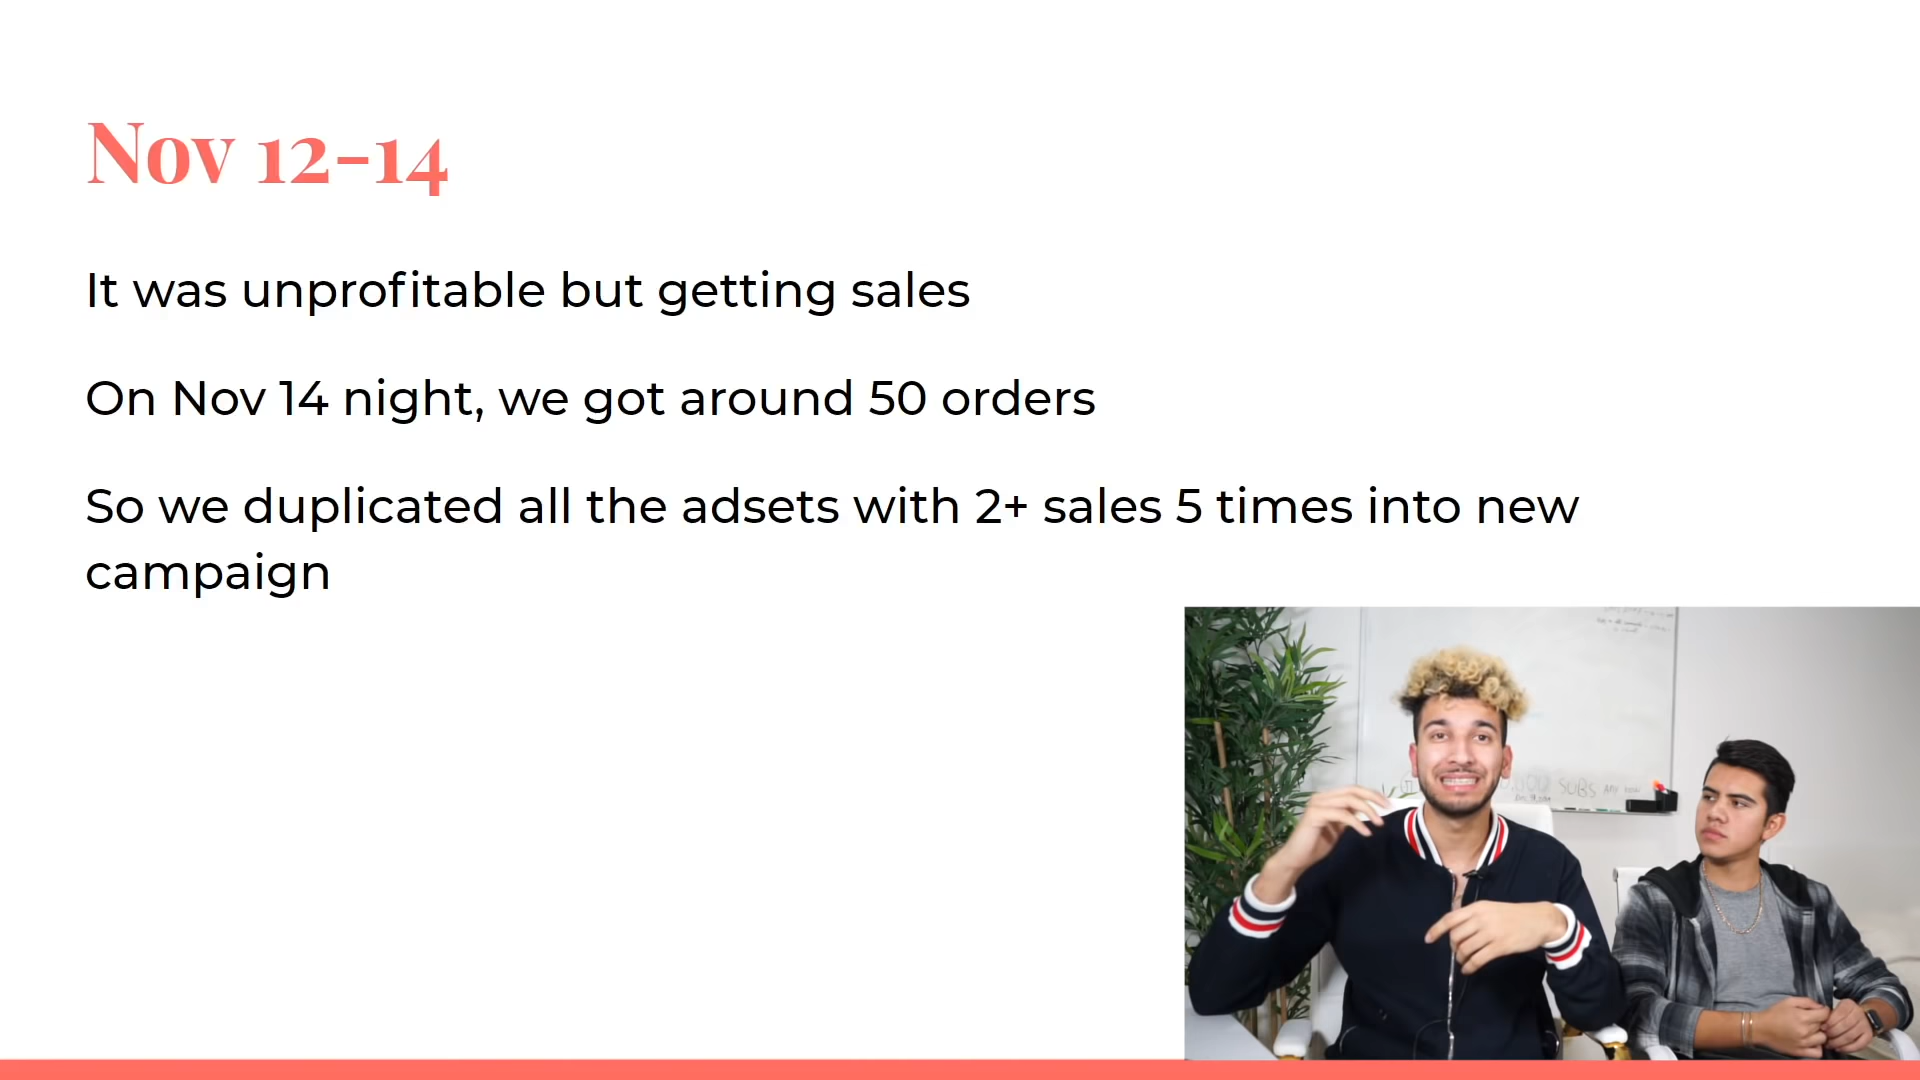 Nov 12-14
It was unprofitable but getting sales
On Nov 14 night, we got around 50 orders
So we duplicated all the adsets with 2+ sales 5 times into new
campaign
SUBS